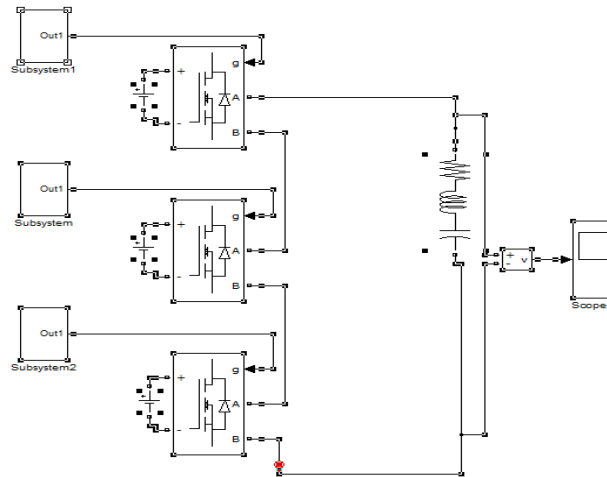 Out1
Subsystem1
+
-
g
A
B
Out1
Subsystem
+
-
g
A
B
+
-
v
Scope
Out1
Subsystem2
+
-
g
A
B